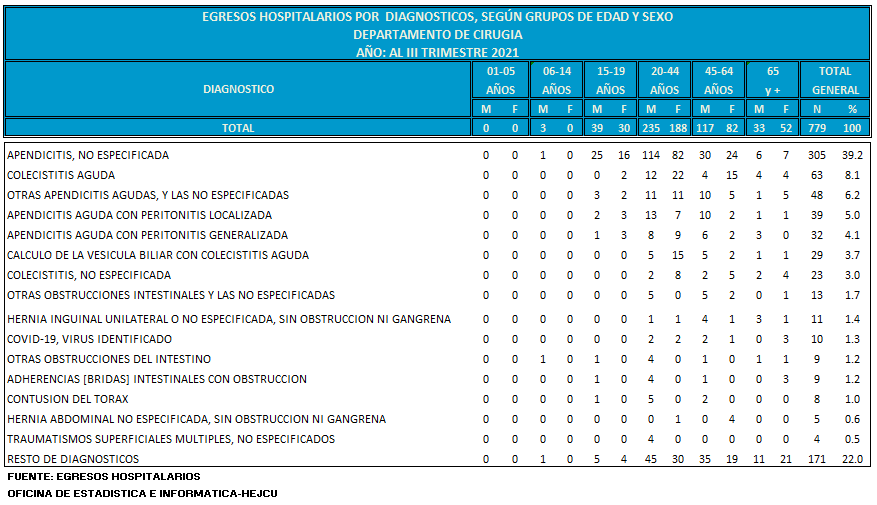 EGRESOS HOSPITALARIOS POR DIAGNOSTICOS, SEGÚN GRUPOS DE EDAD Y SEXO
DEPARTAMENTO DE CIRUGIA
AÑO: AL III TRIMESTRE 2021
DIAGNOSTICO 01-05 AÑOS 06-14 AÑOS 15-19 AÑOS 20-44 AÑOS 45-64 AÑOS 65 y + TOTAL GENERAL
M F M F M F M F M F M F N %
TOTAL 0 0 3 0 39 30 235 188 117 82 33 52 779 100
APENDICITIS, NO ESPECIFICADA 0 0 1 0 25 16 114 82 30 24 6 7 305 39.2
COLECISTITIS AGUDA 0 0 0 0 0 2 12 22 4 15 4 4 63 8.1
OTRAS APENDICITIS AGUDAS, Y LAS NO ESPECIFICADAS 0 0 0 0 3 2 11 11 10 5 1 5 48 6.2
APENDICITIS AGUDA CON PERITONITIS LOCALIZADA 0 0 0 0 2 3 13 7 10 2 1 1 39 5.0
APENDICITIS AGUDA CON PERITONITIS GENERALIZADA 0 0 0 0 1 3 8 9 6 2 3 0 32 4.1
CALCULO DE LA VESICULA BILIAR CON COLECISTITIS AGUDA 0 0 0 0 0 0 5 15 5 2 1 1 29 3.7
COLECISTITIS, NO ESPECIFICADA 0 0 0 0 0 0 2 8 2 5 2 4 23 3.0
OTRAS OBSTRUCCIONES INTESTINALES Y LAS NO ESPECIFICADAS 0 0 0 0 0 0 5 0 5 2 0 1 13 1.7
HERNIA INGUINAL UNILATERAL O NO ESPECIFICADA, SIN OBSTRUCCION NI GANGRENA 0 0 0 0 0 0 1 1 4 1 3 1 11 1.4
COVID-19, VIRUS IDENTIFICADO 0 0 0 0 0 0 2 2 2 1 0 3 10 1.3
OTRAS OBSTRUCCIONES DEL INTESTINO 0 0 1 0 1 0 4 0 1 0 1 1 9 1.2
ADHERENCIAS [BRIDAS] INTESTINALES CON OBSTRUCCION 0 0 0 0 1 0 4 0 1 0 0 3 9 1.2
CONTUSION DEL TORAX 0 0 0 0 1 0 5 0 2 0 0 0 8 1.0
HERNIA ABDOMINAL NO ESPECIFICADA, SIN OBSTRUCCION NI GANGRENA 0 0 0 0 0 0 0 1 0 4 0 0 5 0.6
TRAUMATISMOS SUPERFICIALES MULTIPLES, NO ESPECIFICADOS 0 0 0 0 0 0 4 0 0 0 0 0 4 0.5
RESTO DE DIAGNOSTICOS 0 0 1 0 5 4 45 30 35 19 11 21 171 22.0
FUENTE: EGRESOS HOSPITALARIOS
OFICINA DE ESTADISTICA E INFORMATICA-HEJCU